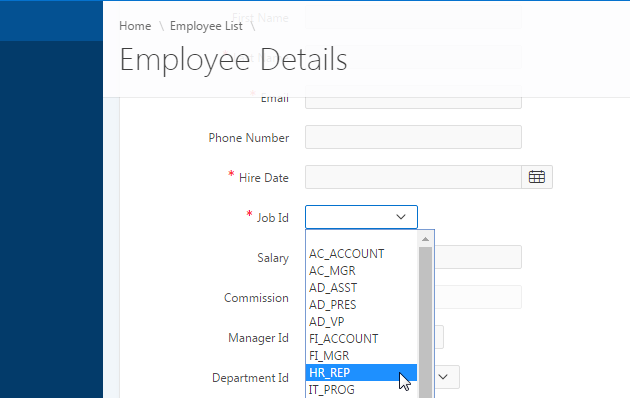 First Name
Home \ Employee List \
Employee Details
* Email
Phone Number
* Hire Date
* Job Id
AC_ACCOUNT
Salary
AC_MGR
AD_ASST
Commission
AD_PRES
AD_VP
Manager Id
FI_ACCOUNT
FI_MGR
Department Id
HR_REP
IT_PROG